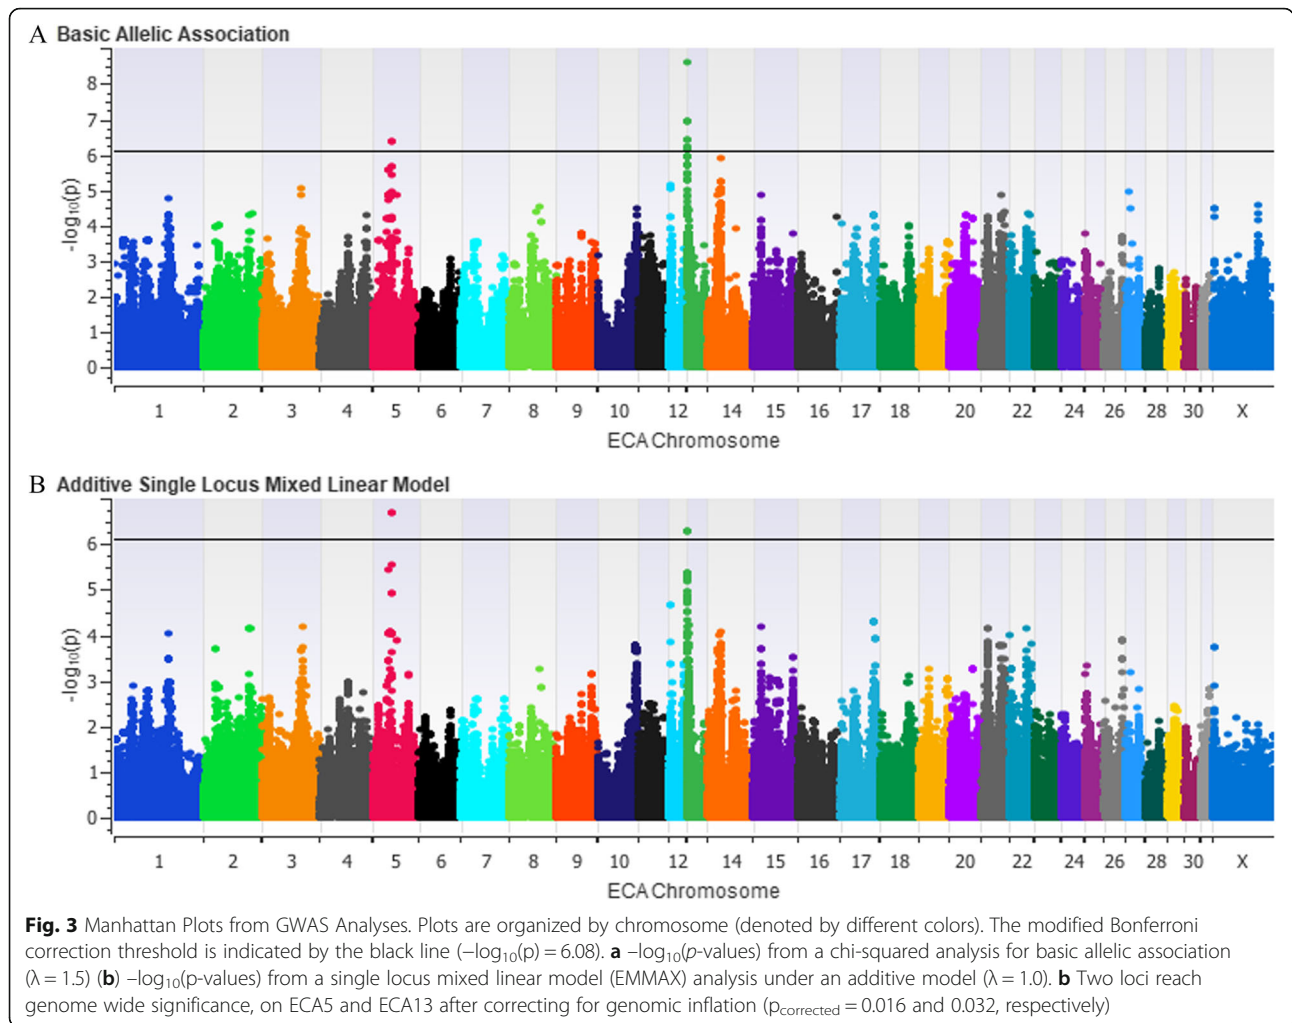 A Basic Allelic Association
8
7
6
5
4
3
2
1
0
-log10(p)
1 2 3 4 5 6 7 8 9 10 12 14 15 16 17 18 20 22 24 26 28 30 X
ECA Chromosome
B Additive Single Locus Mixed Linear Model
6
5
4
3
2
1
0
-log10(p)
1 2 3 4 5 6 7 8 9 10 12 14 15 16 17 18 20 22 24 26 28 30 X
ECA Chromosome
Fig. 3 Manhattan Plots from GWAS Analyses. Plots are organized by chromosome (denoted by different colors). The modified Bonferroni
correction threshold is indicated by the black line (−log10(p) = 6.08). a –log10(p-values) from a chi-squared analysis for basic allelic association
(λ = 1.5) (b) –log10(p-values) from a single locus mixed linear model (EMMAX) analysis under an additive model (λ = 1.0). b Two loci reach
genome wide significance, on ECA5 and ECA13 after correcting for genomic inflation (pcorrected = 0.016 and 0.032, respectively)